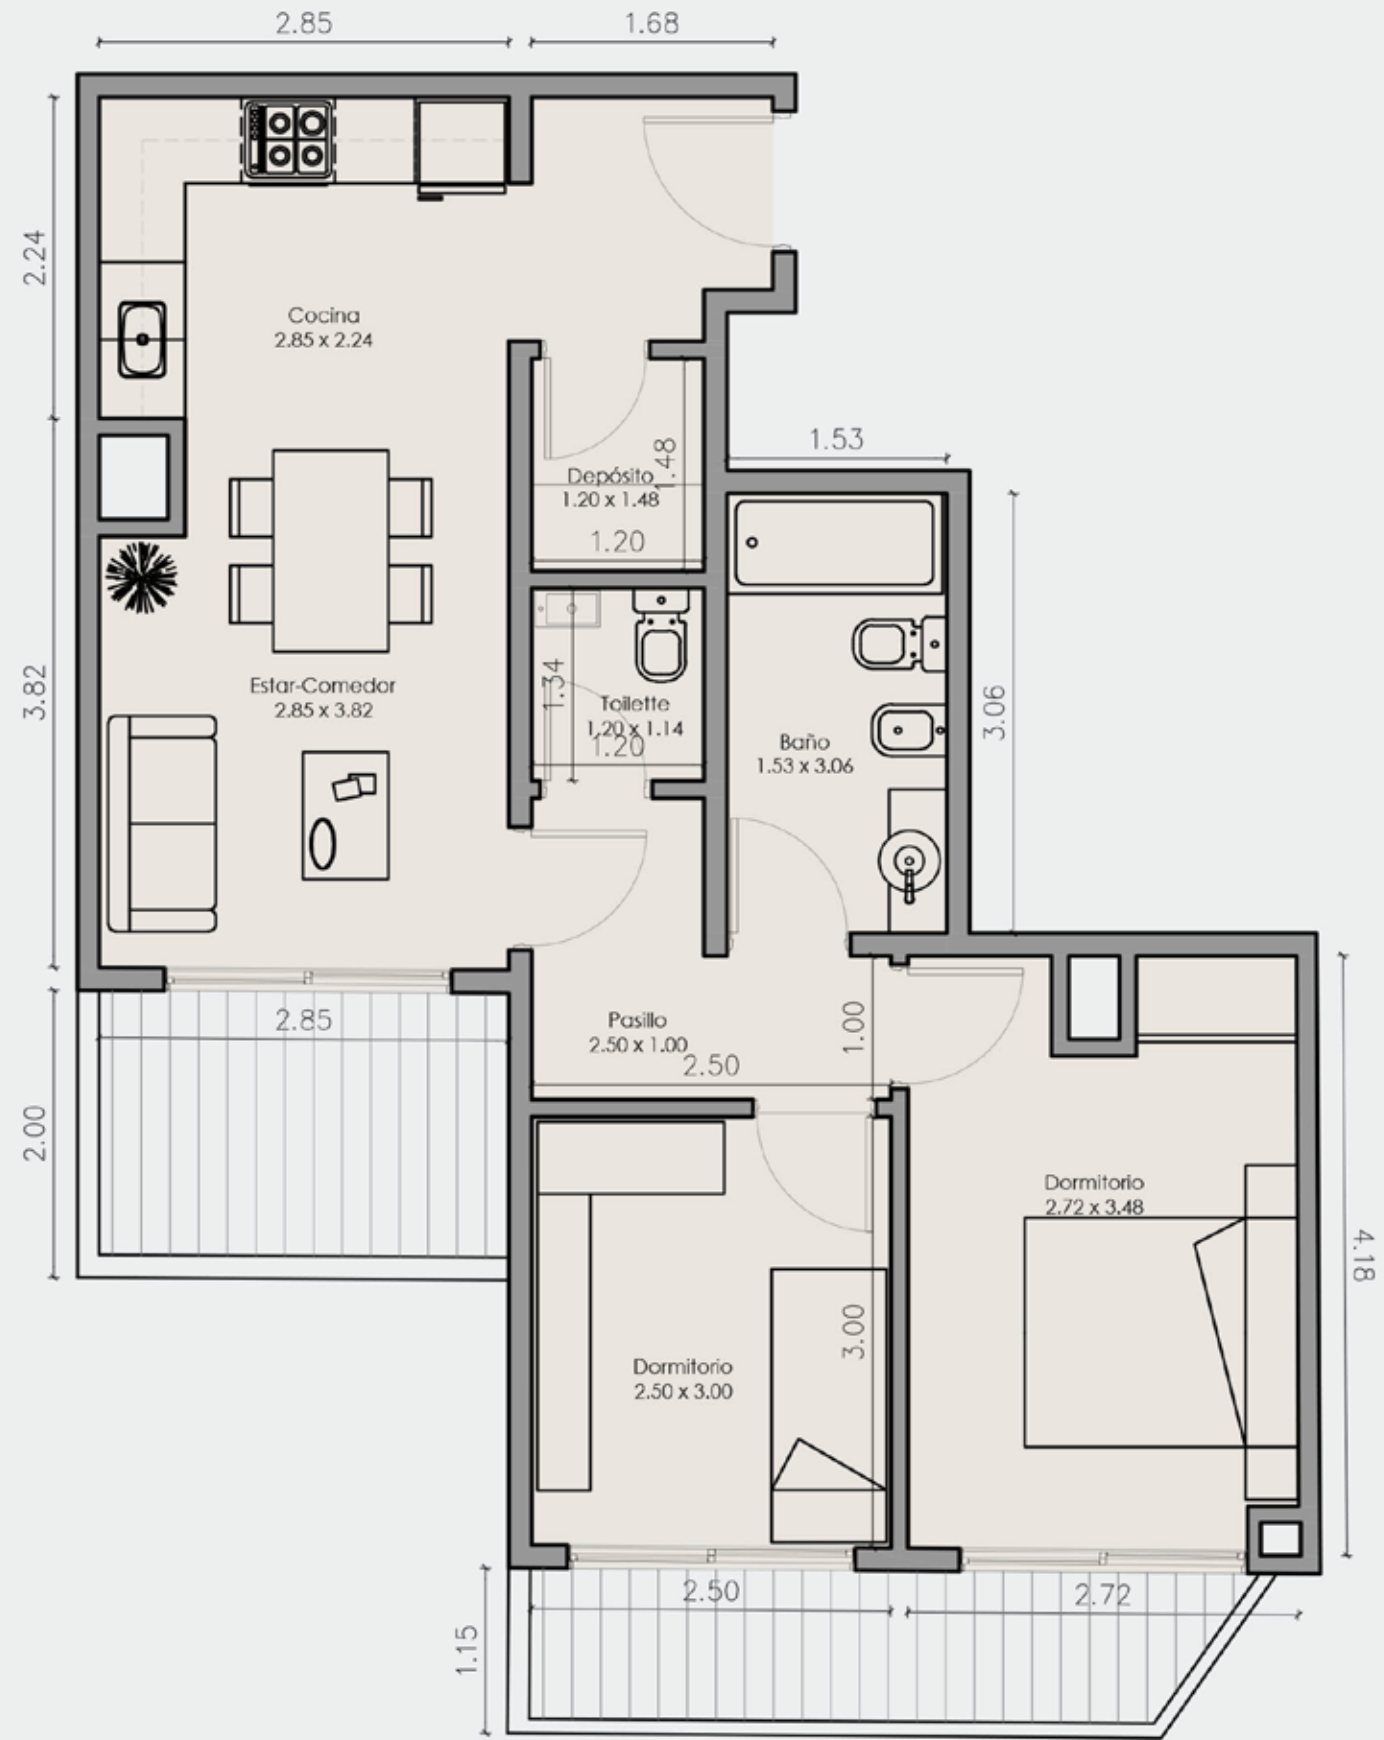 2.85
1.68
2.24
Cocina
2.85 x 2.24
1.53
1.48
Depósito
1.20 x 1.48
1.20
3.82
Estar-Comedor
2.85 x 3.82
1.34
Toilette
1.20 x 1.14
1.20
Baño
1.53 x 3.06
3.06
2.85
Pasillo
2.50 x 1.00
2.50
1.00
2.00
Dormitorio
2.72 x 3.48
4.18
3.00
Dormitorio
2.50 x 3.00
2.50
2.72
1.15